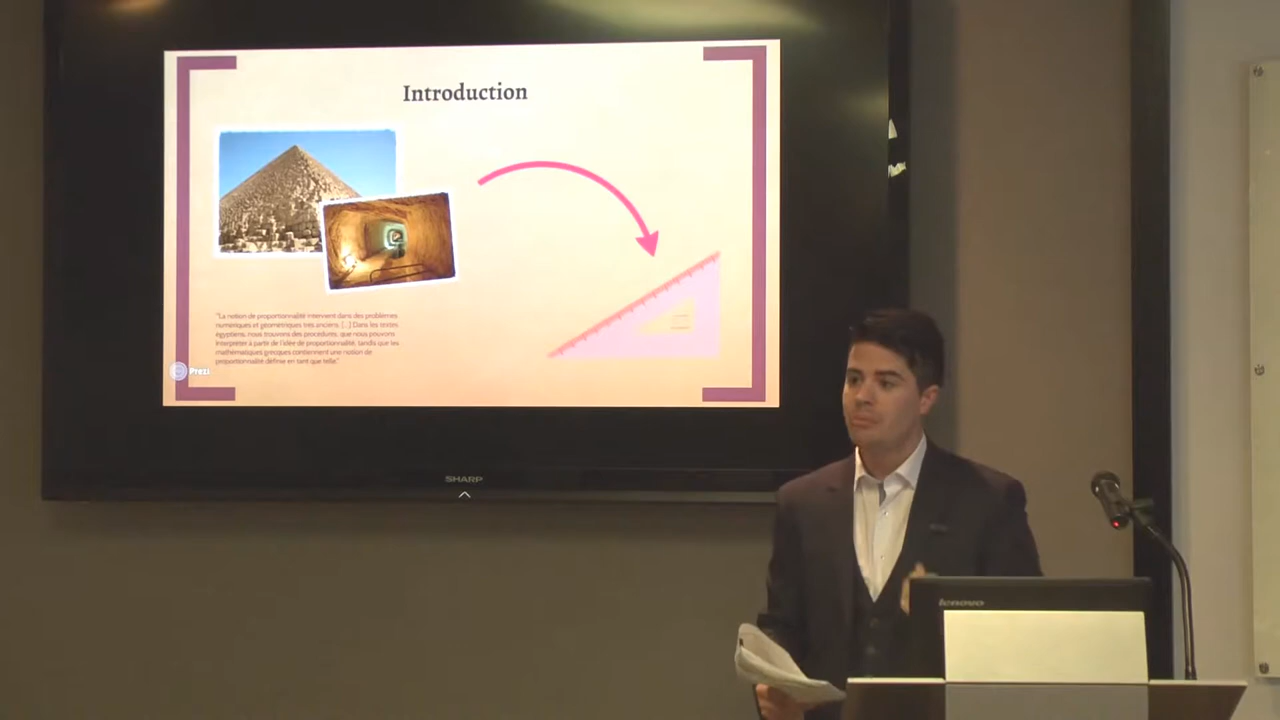 Introduction
"La notion de proportionnalité intervient dans des problèmes
numériques et géométriques très anciens. [...] Dans les textes
égyptiens, nous trouvons des procédures, que nous pouvons
interpréter à partir de l'idée de proportionnalité, tandis que les
mathématiques grecques contiennent une notion de
proportionnalité définie en tant que telle."
Prezi
SHARP
lenovo